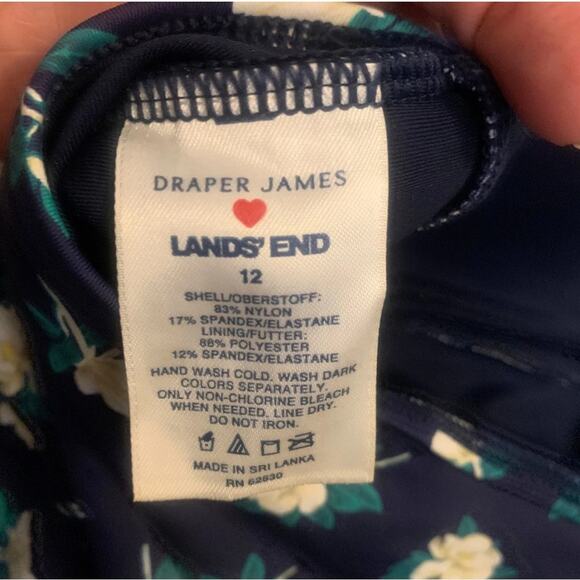 DRAPER JAMES
LANDS' END
12
SHELL/OBERSTOFF:
83% NYLON
17% SPANDEX/ELASTANE
LINING/FUTTER:
88% POLYESTER
12% SPANDEX/ELASTANE
HAND WASH COLD. WASH DARK
COLORS SEPARATELY.
ONLY NON-CHLORINE BLEACH
WHEN NEEDED. LINE DRY.
DO NOT IRON.
MADE IN SRI LANKA
RN 62830